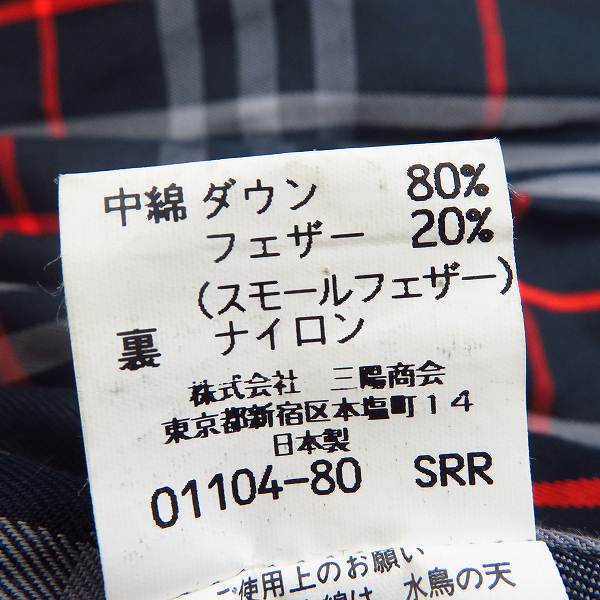 中綿 ダウン 80%
フェザー 20%
(スモールフェザー)
裏 ナイロン
株式会社 三陽商会
東京都新宿区本塩町14
日本製
01104-80 SRR
ご使用上のお願い
水鳥の天